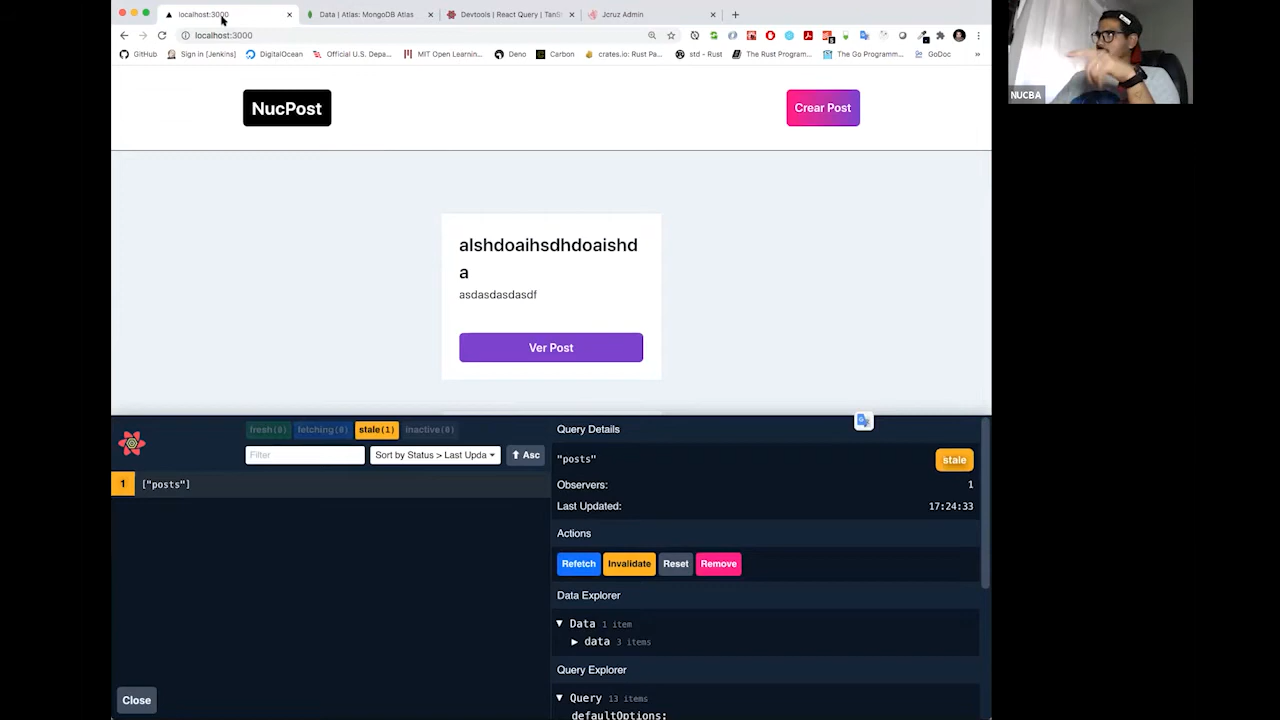 localhost:3000
Data | Atlas: MongoDB Atlas
Devtools | React Query | TanSt
Jcruz Admin
localhost:3000
GitHub
Sign in [Jenkins]
DigitalOcean
Official U.S. Depa...
MIT Open Learnin...
Deno
Carbon
crates.io: Rust Pa...
std - Rust
The Rust Program...
The Go Programm...
GoDoc
NUCBA
NucPost
Crear Post
alshdoaihsdhdoaishd
a
asdasdasdasdf
Ver Post
fresh(0) fetching(0) stale(1) inactive(0)
Filter
Sort by Status > Last Upda
Asc
1 ["posts"]
Close
Query Details
"posts"
stale
Observers: 1
Last Updated: 17:24:33
Actions
Refetch Invalidate Reset Remove
Data Explorer
▼ Data 1 item
▶ data 3 items
Query Explorer
▼ Query 13 items
defaultOptions: